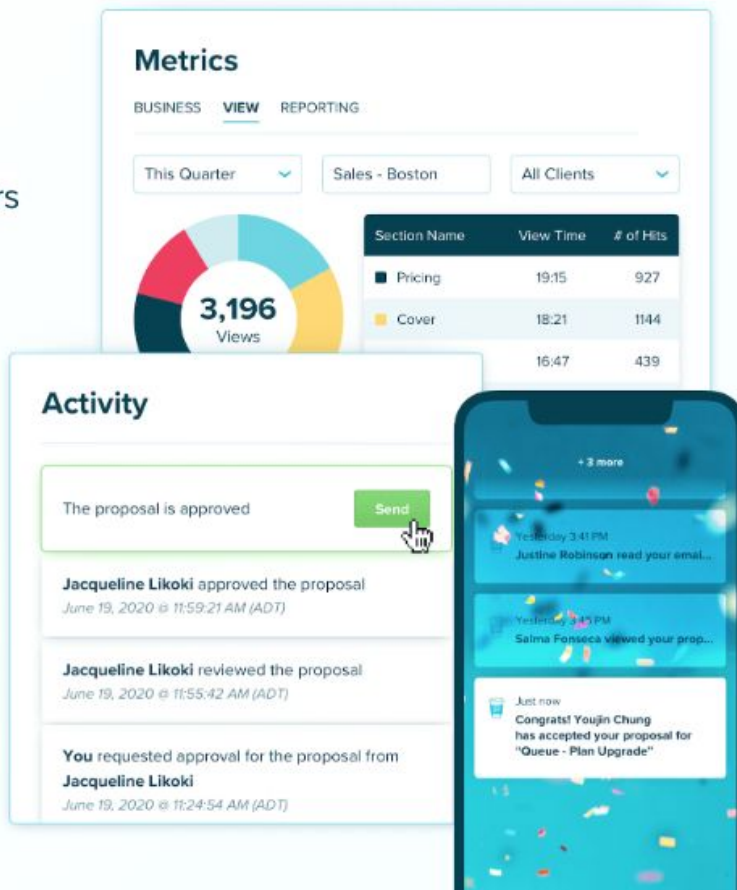 rs
Metrics
BUSINESS VIEW REPORTING
This Quarter Sales - Boston All Clients
Section Name View Time # of Hits
Pricing 19:15 927
Cover 18:21 1144
16:47 439
3,196
Views
Activity
The proposal is approved Send
Jacqueline Likoki approved the proposal
June 19, 2020 @ 11:59:21 AM (ADT)
Jacqueline Likoki reviewed the proposal
June 19, 2020 @ 11:55:42 AM (ADT)
You requested approval for the proposal from
Jacqueline Likoki
June 19, 2020 @ 11:24:54 AM (ADT)
+ 3 more
Yesterday 3:41 PM
Justine Robinson read your emai...
Yesterday PM
Salma Fonseca viewed your prop...
Just now
Congrats! Youjin Chung
has accepted your proposal for
"Queue - Plan Upgrade"